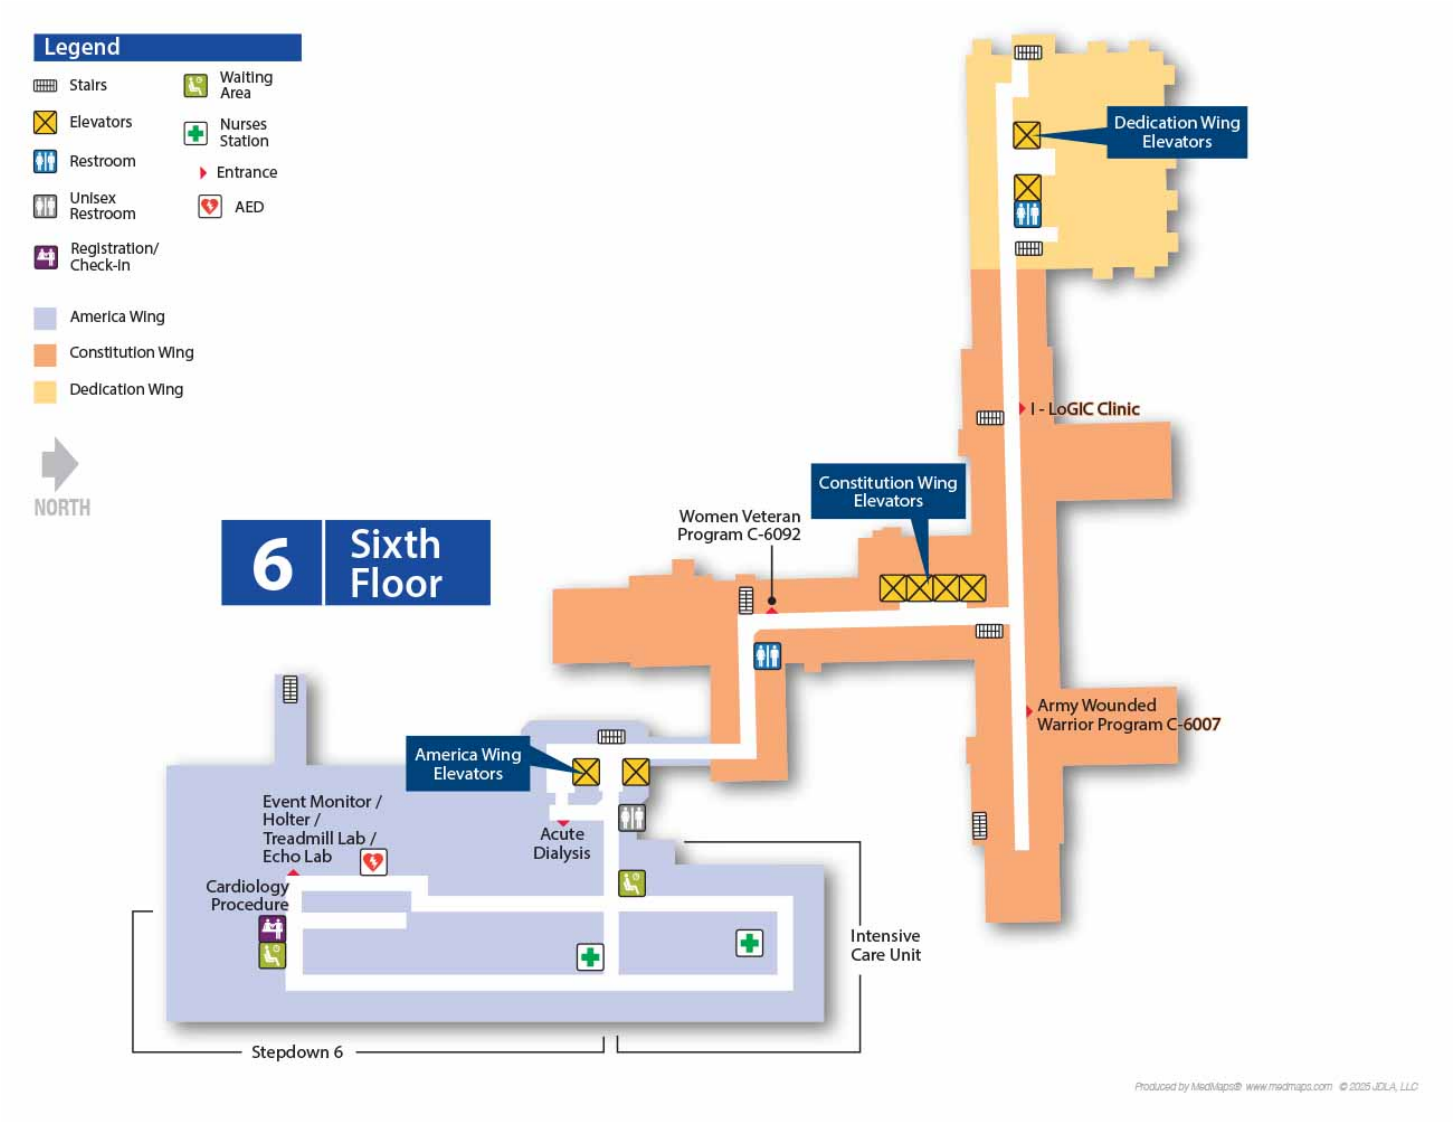 Legend
Stairs
Elevators
Restroom
Unisex
Restroom
Registration/
Check-In
Waiting
Area
Nurses
Station
Entrance
AED
America Wing
Constitution Wing
Dedication Wing
NORTH
6
Sixth
Floor
Dedication Wing
Elevators
I - LoGIC Clinic
Constitution Wing
Elevators
Women Veteran
Program C-6092
Army Wounded
Warrior Program C-6007
America Wing
Elevators
Event Monitor /
Holter /
Treadmill Lab /
Echo Lab
Acute
Dialysis
Cardiology
Procedure
Intensive
Care Unit
Stepdown 6
Produced by MedMaps® www.medmaps.com © 2025 JDLA, LLC